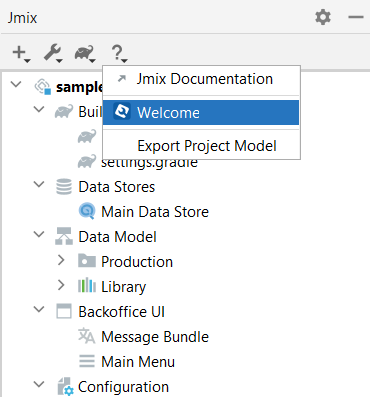 Jmix
Jmix Documentation
sample
Welcome
Buil
Export Project Model
settings.gradle
Data Stores
Main Data Store
Data Model
Production
Library
Backoffice UI
Message Bundle
Main Menu
Configuration